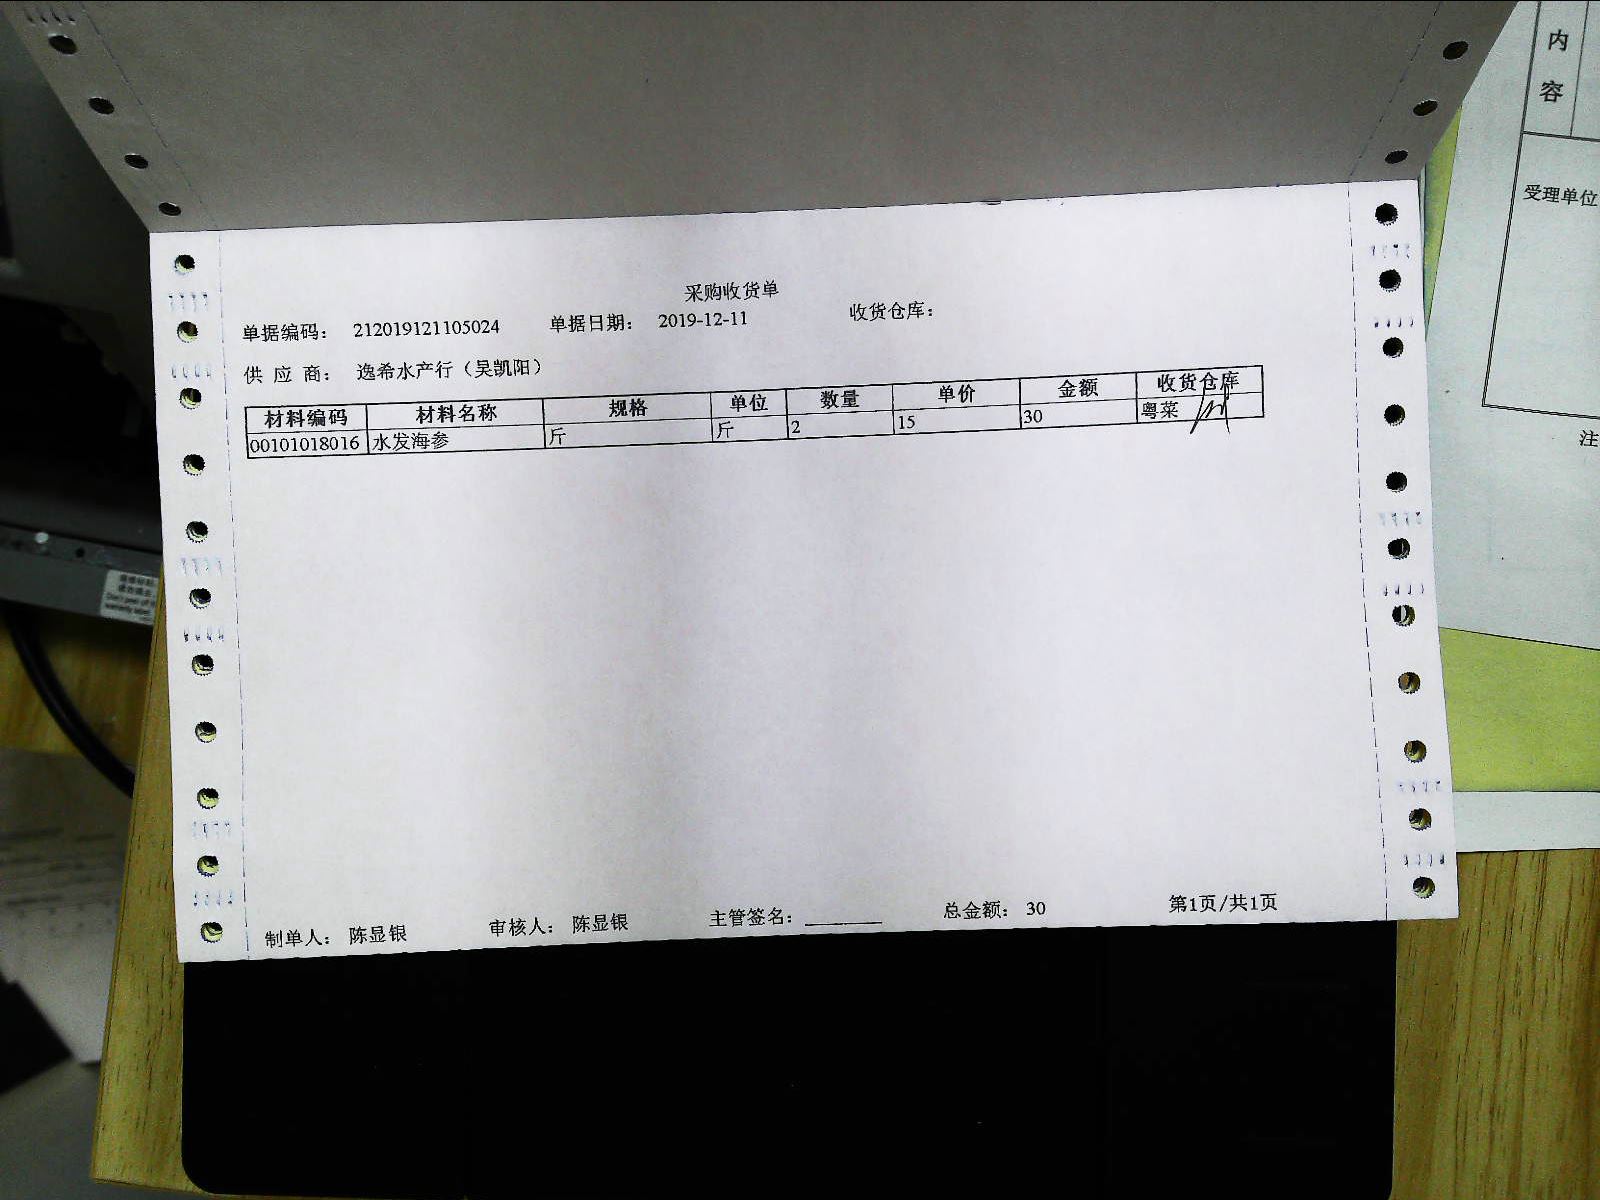 采购收货单
单据编码： 212019121105024 单据日期： 2019-12-11 收货仓库：
供 应 商： 逸希水产行（吴凯阳）
材料编码 材料名称 规格 单位 数量 单价 金额 收货仓库
00101018016 水发海参 斤 斤 2 15 30 粤菜
制单人： 陈显银 审核人： 陈显银 主管签名： 总金额： 30 第1页/共1页
内
容
受理单位
注